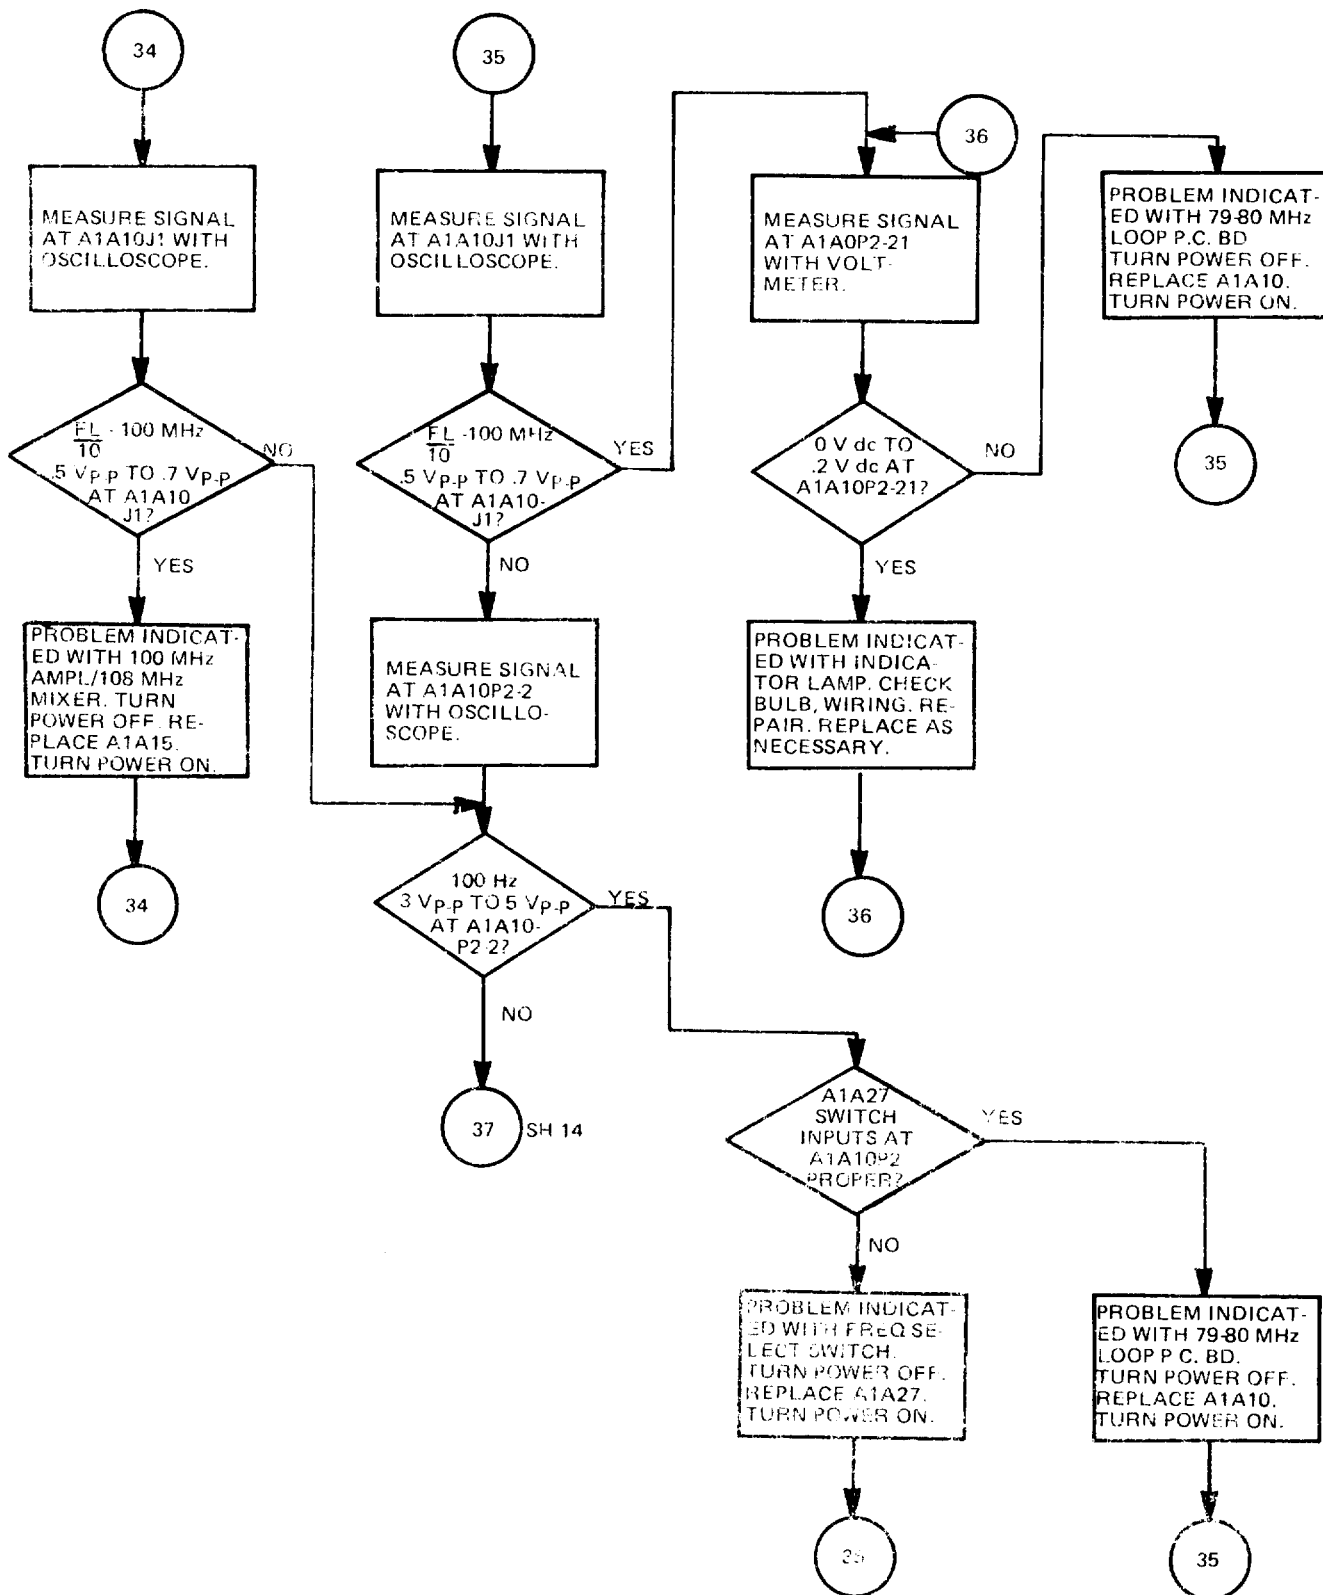 34
MEASURE SIGNAL
AT A1A10J1 WITH
OSCILLOSCOPE.
FL/10 - 100 MHz
.5 Vp-p TO .7 Vp-p
AT A1A10
J1?
NO
YES
PROBLEM INDICAT-
ED WITH 100 MHz
AMPL/108 MHz
MIXER. TURN
POWER OFF. RE-
PLACE A1A15.
TURN POWER ON.
34
35
MEASURE SIGNAL
AT A1A10J1 WITH
OSCILLOSCOPE.
FL/10 -100 MHz
.5 Vp-p TO .7 Vp-p
AT A1A10-
J1?
YES
NO
MEASURE SIGNAL
AT A1A10P2-2
WITH OSCILLO-
SCOPE.
100 Hz
3 Vp-p TO 5 Vp-p
AT A1A10-
P2-2?
YES
NO
37
SH 14
36
MEASURE SIGNAL
AT A1A0P2-21
WITH VOLT-
METER.
0 V dc TO
.2 V dc AT
A1A10P2-21?
NO
YES
PROBLEM INDICAT-
ED WITH INDICA-
TOR LAMP. CHECK
BULB, WIRING. RE-
PAIR. REPLACE AS
NECESSARY.
36
PROBLEM INDICAT-
ED WITH 79-80 MHz
LOOP P.C. BD
TURN POWER OFF.
REPLACE A1A10.
TURN POWER ON.
35
A1A27
SWITCH
INPUTS AT
A1A10P2
PROPER?
YES
NO
PROBLEM INDICAT-
ED WITH FREQ SE-
LECT SWITCH.
TURN POWER OFF.
REPLACE A1A27.
TURN POWER ON.
35
PROBLEM INDICAT-
ED WITH 79-80 MHz
LOOP P C. BD.
TURN POWER OFF.
REPLACE A1A10.
TURN POWER ON.
35